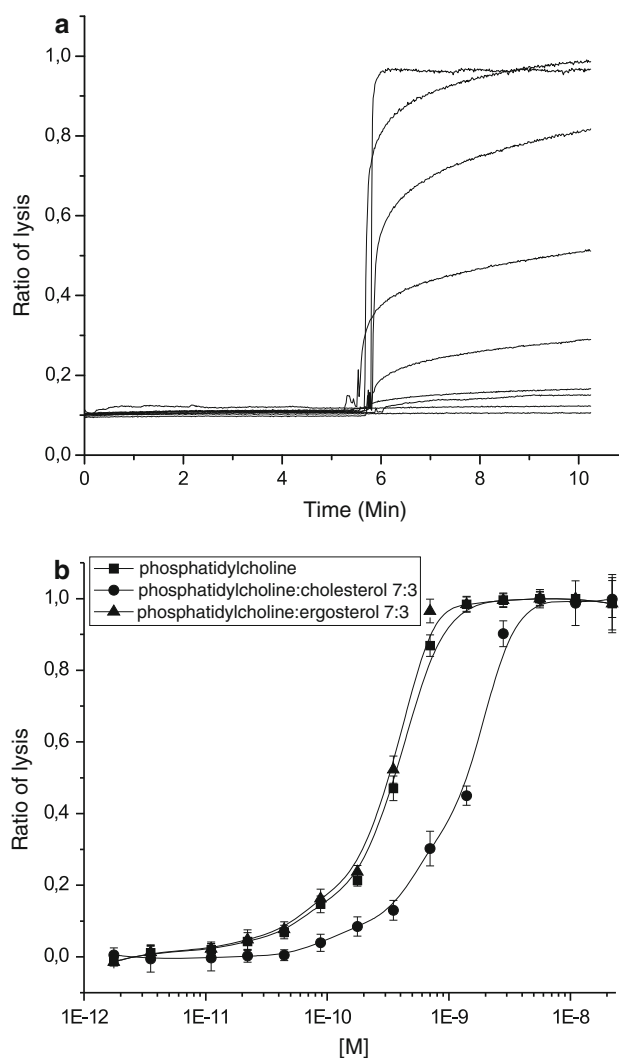 a
1,0
0,8
0,6
0,4
0,2
0,0
Ratio of lysis
0 2 4 6 8 10
Time (Min)
b
phosphatidylcholine
phosphatidylcholine:cholesterol 7:3
phosphatidylcholine:ergosterol 7:3
1,0
0,8
0,6
0,4
0,2
0,0
Ratio of lysis
1E-12 1E-11 1E-10 1E-9 1E-8
[M]